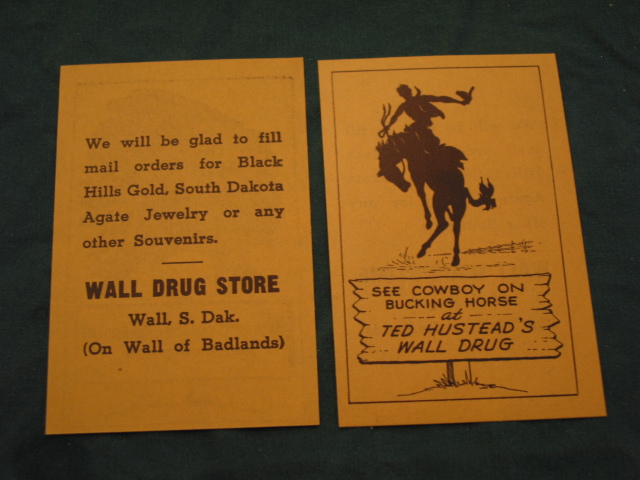 We will be glad to fill
mail orders for Black
Hills Gold, South Dakota
Agate Jewelry or any
other Souvenirs.
WALL DRUG STORE
Wall, S. Dak.
(On Wall of Badlands)
SEE COWBOY ON
BUCKING HORSE
at
TED HUSTEAD'S
WALL DRUG